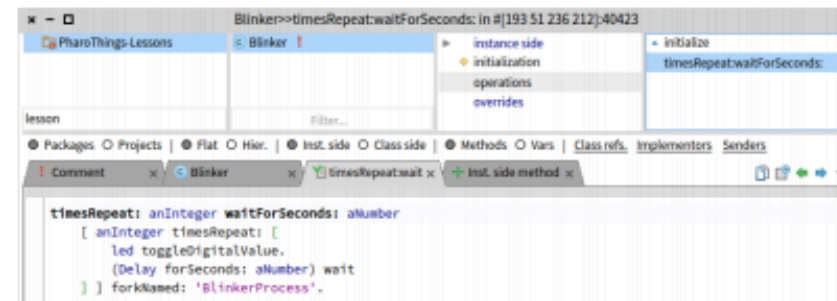 Blinker>>timesRepeat:waitForSeconds: in #[193 51 236 212]:40423
PharoThings-Lessons
Blinker !
instance side
initialization
operations
overrides
initialize
timesRepeat:waitForSeconds:
lesson
Filter...
Packages Projects | Flat Hier. | Inst. side Class side | Methods Vars | Class refs. Implementors Senders
! Comment x Blinker x timesRepeat:wait x + Inst. side method x
timesRepeat: anInteger waitForSeconds: aNumber
[ anInteger timesRepeat: [
led toggleDigitalValue.
(Delay forSeconds: aNumber) wait
] ] forkNamed: 'BlinkerProcess'.